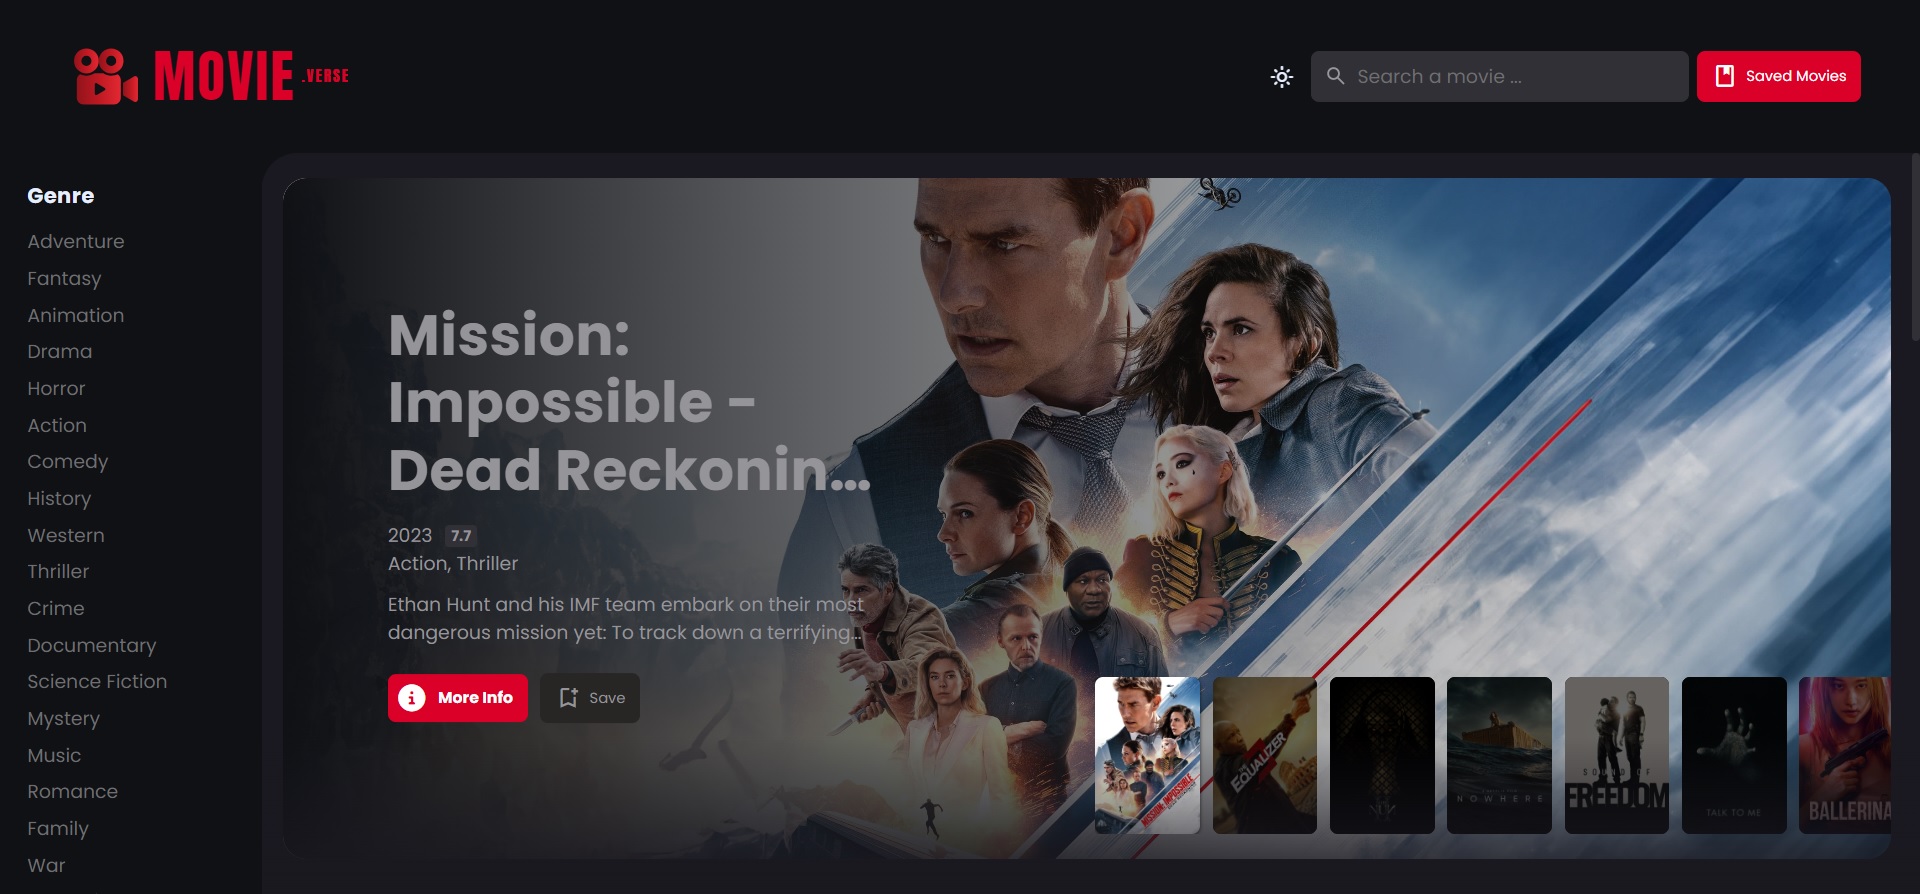 MOVIE .VERSE
Search a movie ...
Saved Movies
Genre
Adventure
Fantasy
Animation
Drama
Horror
Action
Comedy
History
Western
Thriller
Crime
Documentary
Science Fiction
Mystery
Music
Romance
Family
War
Mission:
Impossible -
Dead Reckonin...
2023 7.7
Action, Thriller
Ethan Hunt and his IMF team embark on their most
dangerous mission yet: To track down a terrifying...
More Info
Save
MISSION: IMPOSSIBLE
THE
EQUALIZER
NOWHERE
SOUND OF
FREEDOM
TALK TO ME
BALLERINA